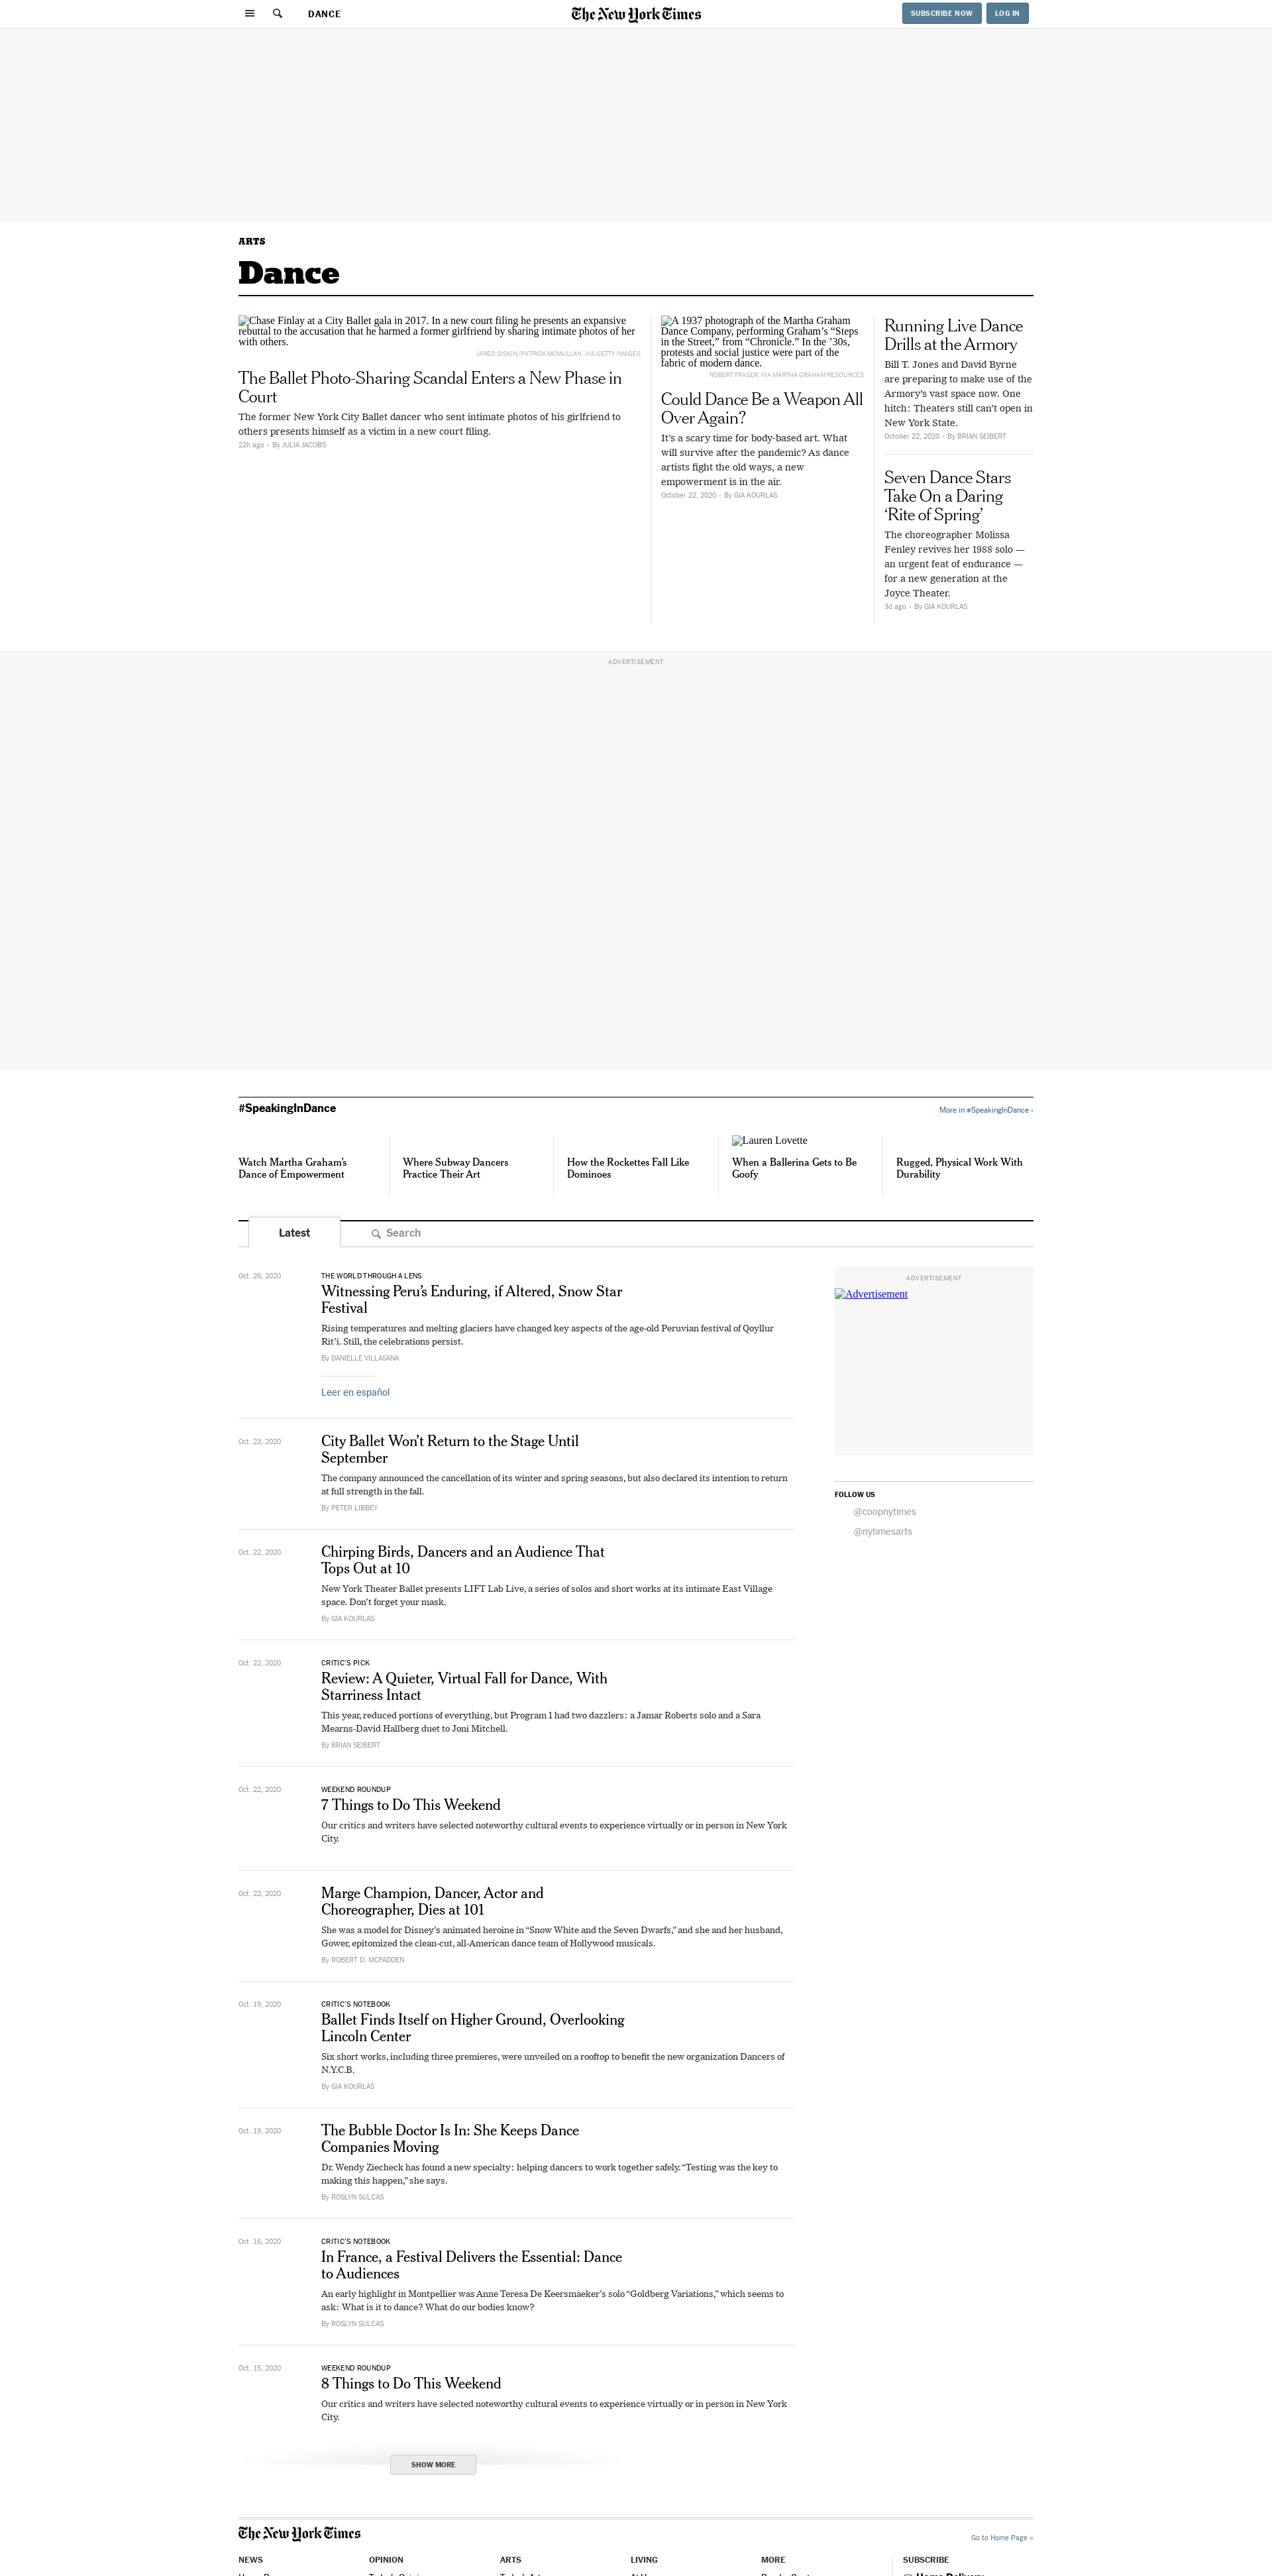 DANCE
The New York Times
SUBSCRIBE NOW
LOG IN
ARTS
Dance
Chase Finlay at a City Ballet gala in 2017. In a new court filing he presents an expansive
rebuttal to the accusation that he harmed a former girlfriend by sharing intimate photos of her
with others.
JARED SISKIN/PATRICK MCMULLAN, VIA GETTY IMAGES
The Ballet Photo-Sharing Scandal Enters a New Phase in
Court
The former New York City Ballet dancer who sent intimate photos of his girlfriend to
others presents himself as a victim in a new court filing.
22h ago • By JULIA JACOBS
A 1937 photograph of the Martha Graham
Dance Company, performing Graham’s “Steps
in the Street,” from “Chronicle.” In the ’30s,
protests and social justice were part of the
fabric of modern dance.
ROBERT FRASER, VIA MARTHA GRAHAM RESOURCES
Could Dance Be a Weapon All
Over Again?
It’s a scary time for body-based art. What
will survive after the pandemic? As dance
artists fight the old ways, a new
empowerment is in the air.
October 22, 2020 • By GIA KOURLAS
Running Live Dance
Drills at the Armory
Bill T. Jones and David Byrne
are preparing to make use of the
Armory’s vast space now. One
hitch: Theaters still can’t open in
New York State.
October 22, 2020 • By BRIAN SEIBERT
Seven Dance Stars
Take On a Daring
‘Rite of Spring’
The choreographer Molissa
Fenley revives her 1988 solo —
an urgent feat of endurance —
for a new generation at the
Joyce Theater.
3d ago • By GIA KOURLAS
ADVERTISEMENT
#SpeakingInDance
More in #SpeakingInDance ›
Watch Martha Graham’s
Dance of Empowerment
Where Subway Dancers
Practice Their Art
How the Rockettes Fall Like
Dominoes
Lauren Lovette
When a Ballerina Gets to Be
Goofy
Rugged, Physical Work With
Durability
Latest
Search
Oct. 26, 2020
THE WORLD THROUGH A LENS
Witnessing Peru’s Enduring, if Altered, Snow Star
Festival
Rising temperatures and melting glaciers have changed key aspects of the age-old Peruvian festival of Qoyllur
Rit’i. Still, the celebrations persist.
By DANIELLE VILLASANA
Leer en español
Oct. 23, 2020
City Ballet Won’t Return to the Stage Until
September
The company announced the cancellation of its winter and spring seasons, but also declared its intention to return
at full strength in the fall.
By PETER LIBBEY
Oct. 22, 2020
Chirping Birds, Dancers and an Audience That
Tops Out at 10
New York Theater Ballet presents LIFT Lab Live, a series of solos and short works at its intimate East Village
space. Don’t forget your mask.
By GIA KOURLAS
Oct. 22, 2020
CRITIC’S PICK
Review: A Quieter, Virtual Fall for Dance, With
Starriness Intact
This year, reduced portions of everything, but Program 1 had two dazzlers: a Jamar Roberts solo and a Sara
Mearns-David Hallberg duet to Joni Mitchell.
By BRIAN SEIBERT
Oct. 22, 2020
WEEKEND ROUNDUP
7 Things to Do This Weekend
Our critics and writers have selected noteworthy cultural events to experience virtually or in person in New York
City.
Oct. 22, 2020
Marge Champion, Dancer, Actor and
Choreographer, Dies at 101
She was a model for Disney’s animated heroine in “Snow White and the Seven Dwarfs,” and she and her husband,
Gower, epitomized the clean-cut, all-American dance team of Hollywood musicals.
By ROBERT D. MCFADDEN
Oct. 19, 2020
CRITIC’S NOTEBOOK
Ballet Finds Itself on Higher Ground, Overlooking
Lincoln Center
Six short works, including three premieres, were unveiled on a rooftop to benefit the new organization Dancers of
N.Y.C.B.
By GIA KOURLAS
Oct. 19, 2020
The Bubble Doctor Is In: She Keeps Dance
Companies Moving
Dr. Wendy Ziecheck has found a new specialty: helping dancers to work together safely. “Testing was the key to
making this happen,” she says.
By ROSLYN SULCAS
Oct. 16, 2020
CRITIC’S NOTEBOOK
In France, a Festival Delivers the Essential: Dance
to Audiences
An early highlight in Montpellier was Anne Teresa De Keersmaeker’s solo “Goldberg Variations,” which seems to
ask: What is it to dance? What do our bodies know?
By ROSLYN SULCAS
Oct. 15, 2020
WEEKEND ROUNDUP
8 Things to Do This Weekend
Our critics and writers have selected noteworthy cultural events to experience virtually or in person in New York
City.
SHOW MORE
ADVERTISEMENT
Advertisement
FOLLOW US
@coopnytimes
@nytimesarts
The New York Times
Go to Home Page »
NEWS
OPINION
ARTS
LIVING
MORE
SUBSCRIBE